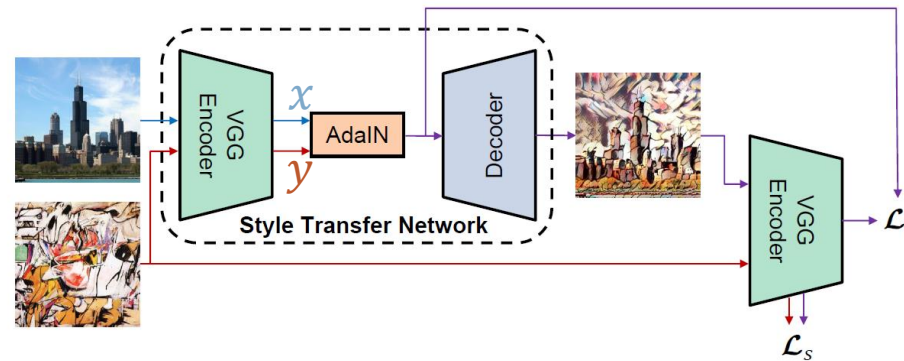 VGG
Encoder
x
y
AdaIN
Decoder
Style Transfer Network
VGG
Encoder
ℒ
ℒs